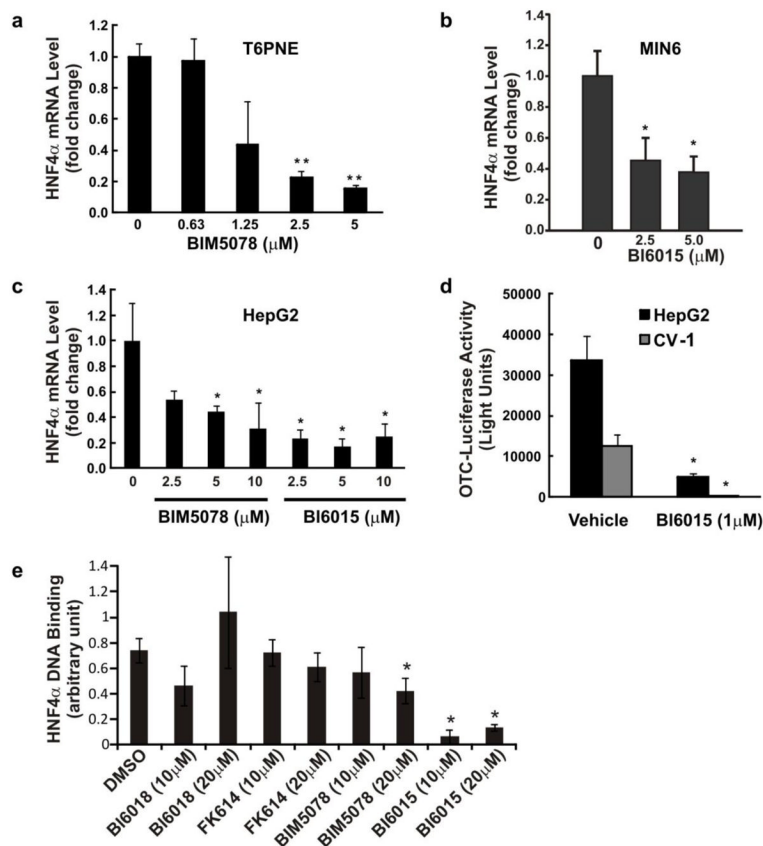 a
T6PNE
HNF4α mRNA Level
(fold change)
1.2
1.0
0.8
0.6
0.4
0.2
0.0
**
**
0 0.63 1.25 2.5 5
BIM5078 (μM)
b
MIN6
HNF4α mRNA Level
(fold change)
1.4
1.2
1.0
0.8
0.6
0.4
0.2
0.0
*
*
0 2.5 5.0
BI6015 (μM)
c
HepG2
HNF4α mRNA Level
(fold change)
1.4
1.2
1.0
0.8
0.6
0.4
0.2
0.0
* * * * *
0 2.5 5 10 2.5 5 10
BIM5078 (μM) BI6015 (μM)
d
HepG2
CV-1
OTC-Luciferase Activity
(Light Units)
50000
40000
30000
20000
10000
0
*
*
Vehicle BI6015 (1μM)
e
HNF4α DNA Binding
(arbitrary unit)
1.4
1.2
1
0.8
0.6
0.4
0.2
0
*
*
*
DMSO
BI6018 (10μM)
BI6018 (20μM)
FK614 (10μM)
FK614 (20μM)
BIM5078 (10μM)
BIM5078 (20μM)
BI6015 (10μM)
BI6015 (20μM)